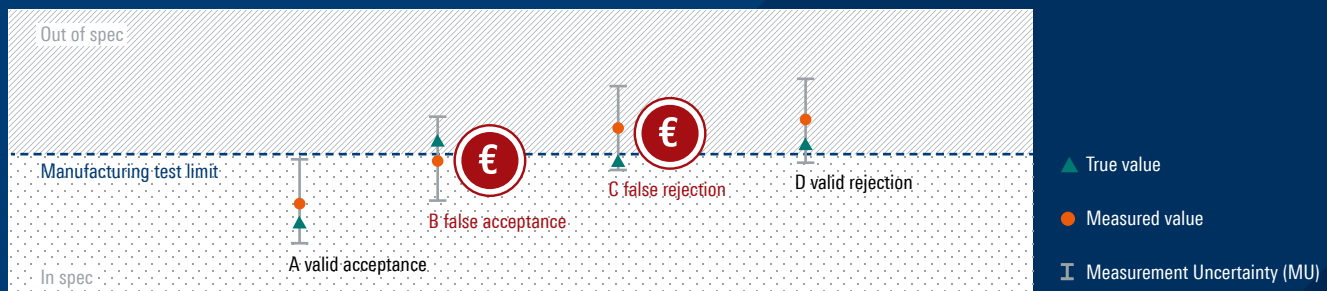 Out of spec
€
€
Manufacturing test limit
True value
D valid rejection
C false rejection
B false acceptance
Measured value
A valid acceptance
In spec
Measurement Uncertainty (MU)